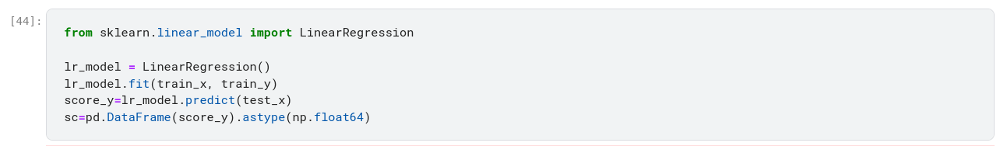 [44]:
from sklearn.linear_model import LinearRegression
lr_model = LinearRegression()
lr_model.fit(train_x, train_y)
score_y=lr_model.predict(test_x)
sc=pd.DataFrame(score_y).astype(np.float64)